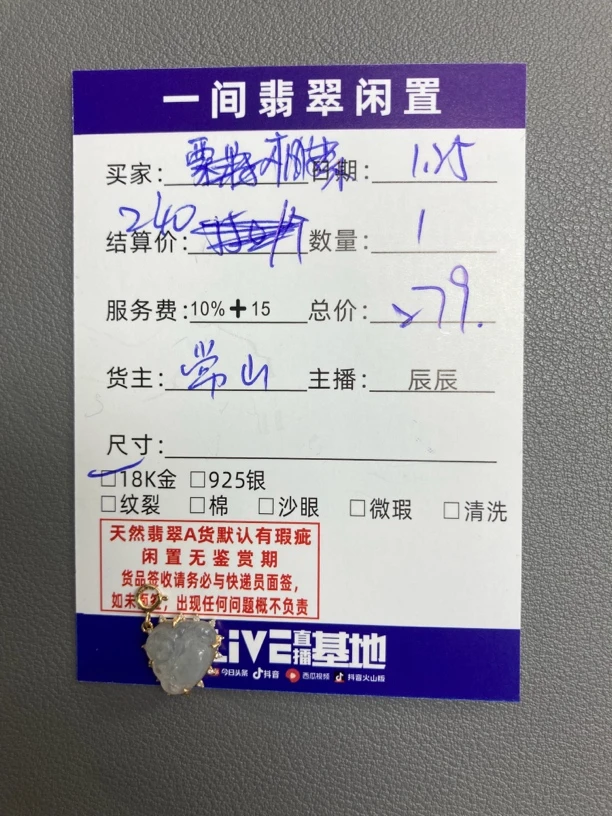 一间翡翠闲置
买家： 日期： 1.25
240
结算价： 数量： 1
服务费：10%+15 总价： 279.
货主： 常山 主播： 辰辰
尺寸：
□18K金 □925银
□纹裂 □棉 □沙眼 □微瑕 □清洗
天然翡翠A货默认有瑕疵
闲置无鉴赏期
货品签收请务必与快递员面签，
如未面签，出现任何问题概不负责
LIVE直播基地
今日头条 抖音 西瓜视频 抖音火山版